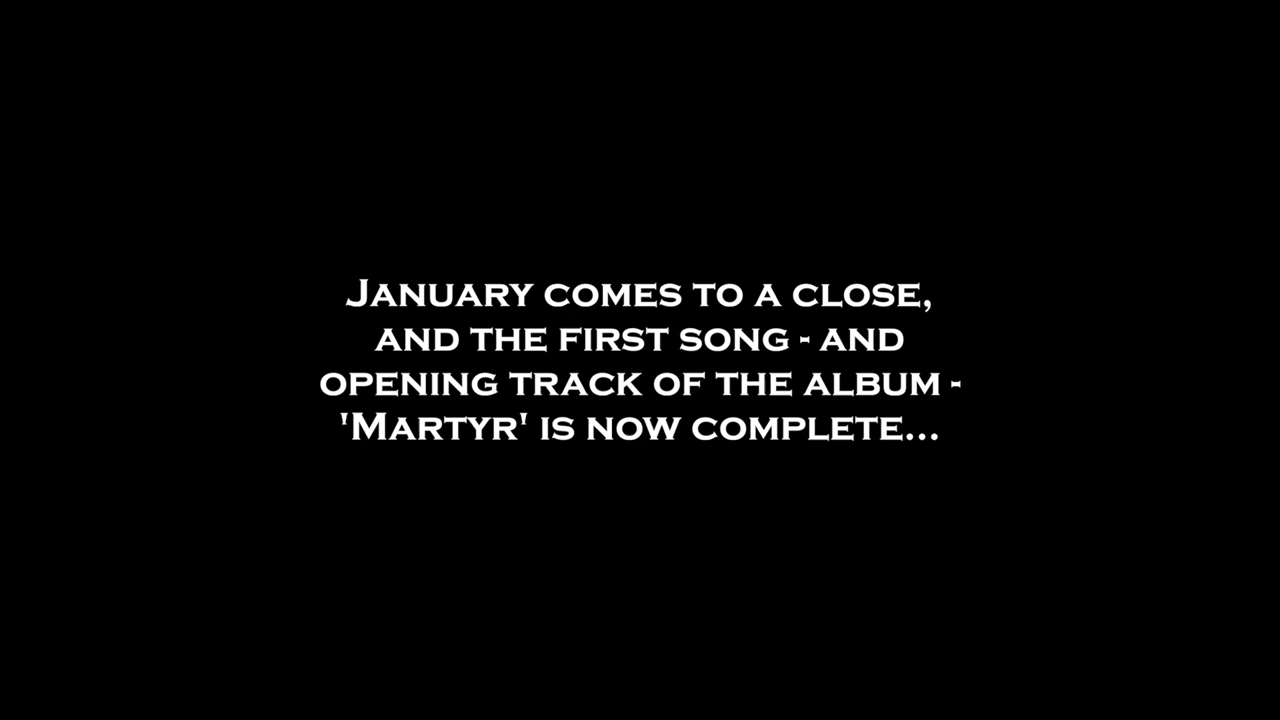 January comes to a close,
and the first song - and
opening track of the album -
'Martyr' is now complete...